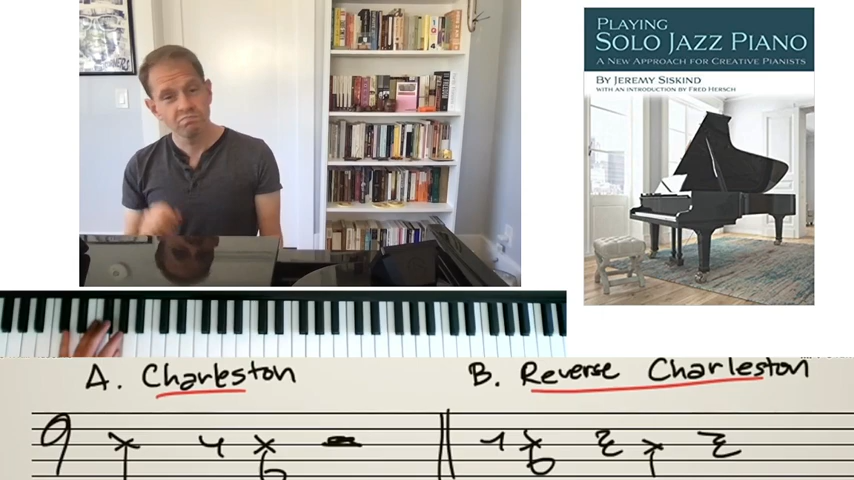 PLAYING
SOLO JAZZ PIANO
A NEW APPROACH FOR CREATIVE PIANISTS
BY JEREMY SISKIND
WITH AN INTRODUCTION BY FRED HERSCH
A. Charleston
B. Reverse Charleston